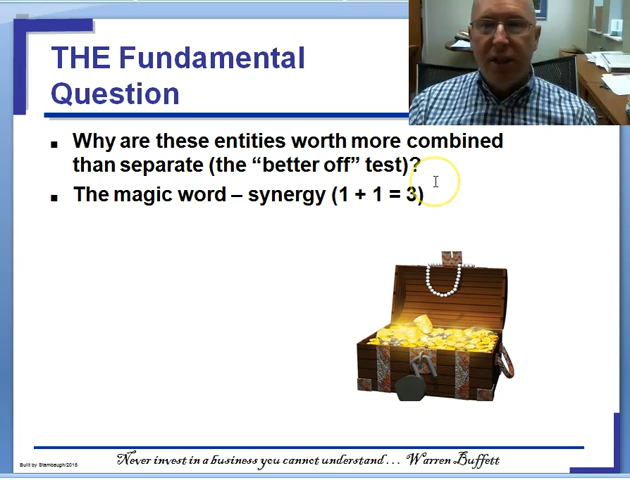 THE Fundamental
Question
Why are these entities worth more combined
than separate (the “better off” test)?
The magic word – synergy (1 + 1 = 3)
Never invest in a business you cannot understand . . . Warren Buffett
Built by Stambaugh/2015